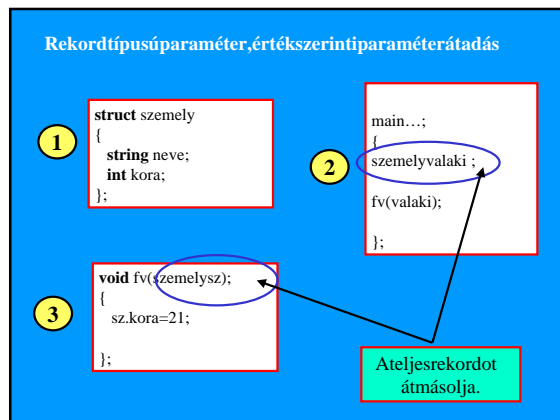 Rekordtípusúparaméter,értékszerintiparaméterátadás
1
struct szemely
{
string neve;
int kora;
};
2
main…;
{
szemelyvalaki ;
fv(valaki);
};
3
void fv(szemelysz);
{
sz.kora=21;
};
Ateljesrekordot
átmásolja.